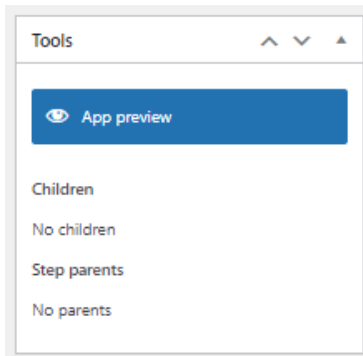 Tools
App preview
Children
No children
Step parents
No parents